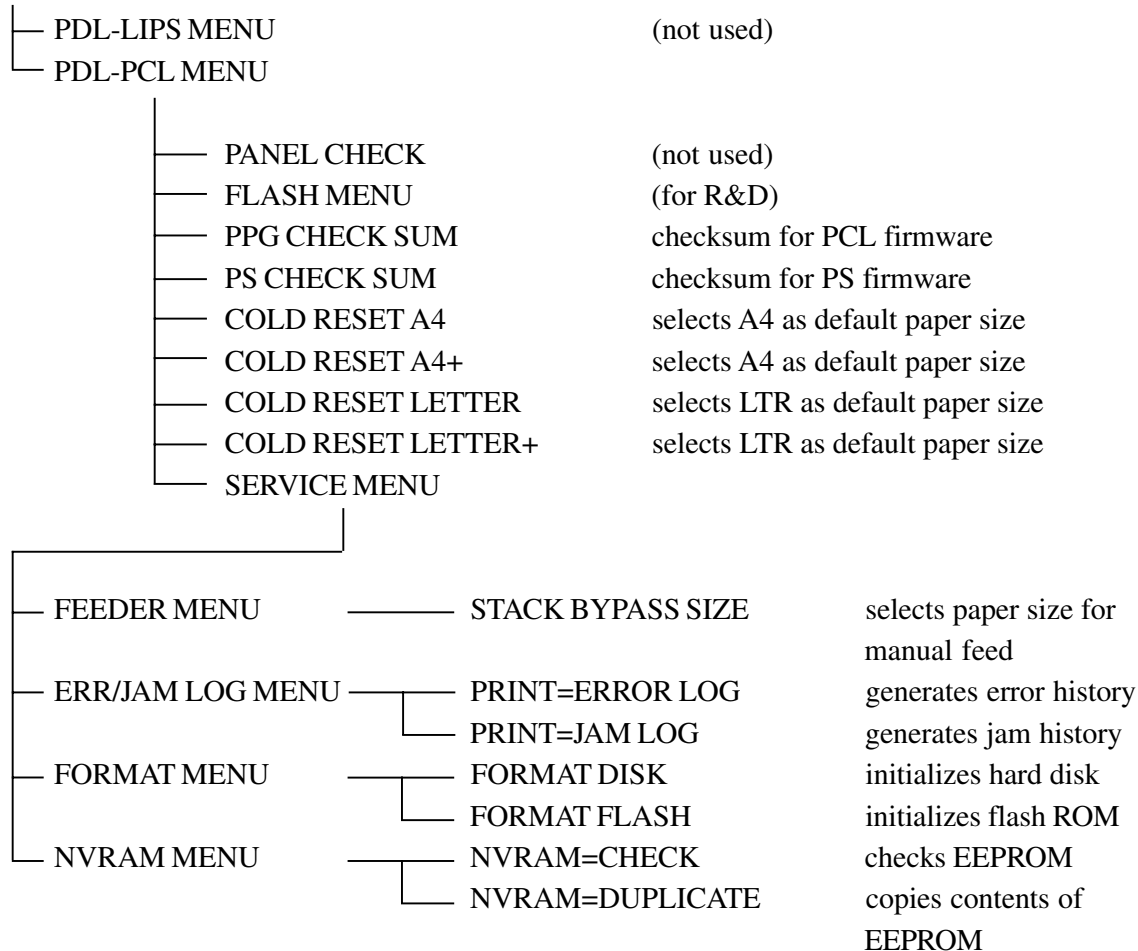 PDL-LIPS MENU (not used)
PDL-PCL MENU
PANEL CHECK (not used)
FLASH MENU (for R&D)
PPG CHECK SUM checksum for PCL firmware
PS CHECK SUM checksum for PS firmware
COLD RESET A4 selects A4 as default paper size
COLD RESET A4+ selects A4 as default paper size
COLD RESET LETTER selects LTR as default paper size
COLD RESET LETTER+ selects LTR as default paper size
SERVICE MENU
FEEDER MENU STACK BYPASS SIZE selects paper size for
manual feed
ERR/JAM LOG MENU PRINT=ERROR LOG generates error history
PRINT=JAM LOG generates jam history
FORMAT MENU FORMAT DISK initializes hard disk
FORMAT FLASH initializes flash ROM
NVRAM MENU NVRAM=CHECK checks EEPROM
NVRAM=DUPLICATE copies contents of
EEPROM